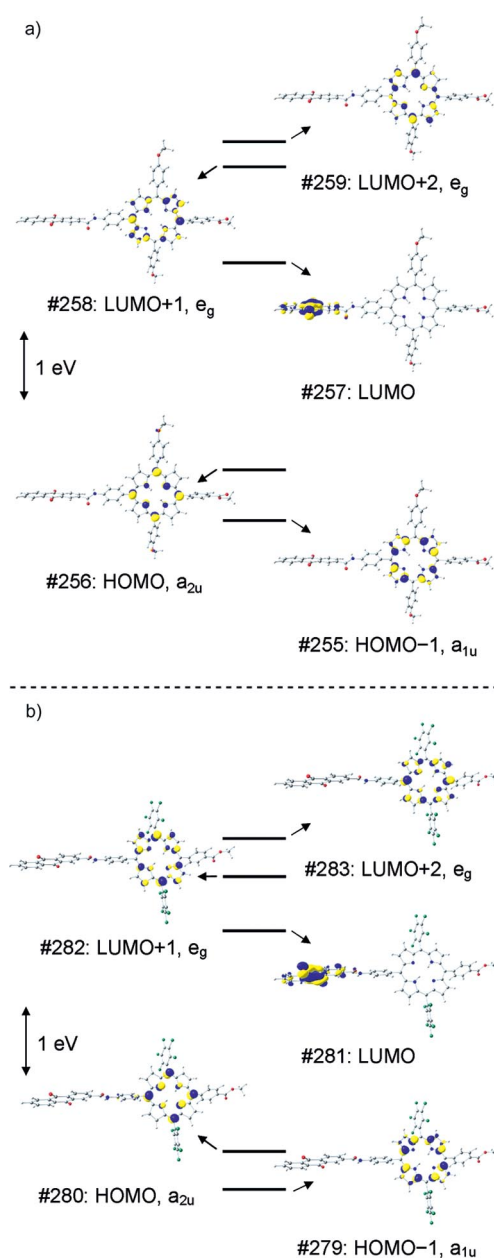 a)
#259: LUMO+2, eg
#258: LUMO+1, eg
#257: LUMO
1 eV
#256: HOMO, a2u
#255: HOMO−1, a1u
b)
#283: LUMO+2, eg
#282: LUMO+1, eg
#281: LUMO
1 eV
#280: HOMO, a2u
#279: HOMO−1, a1u